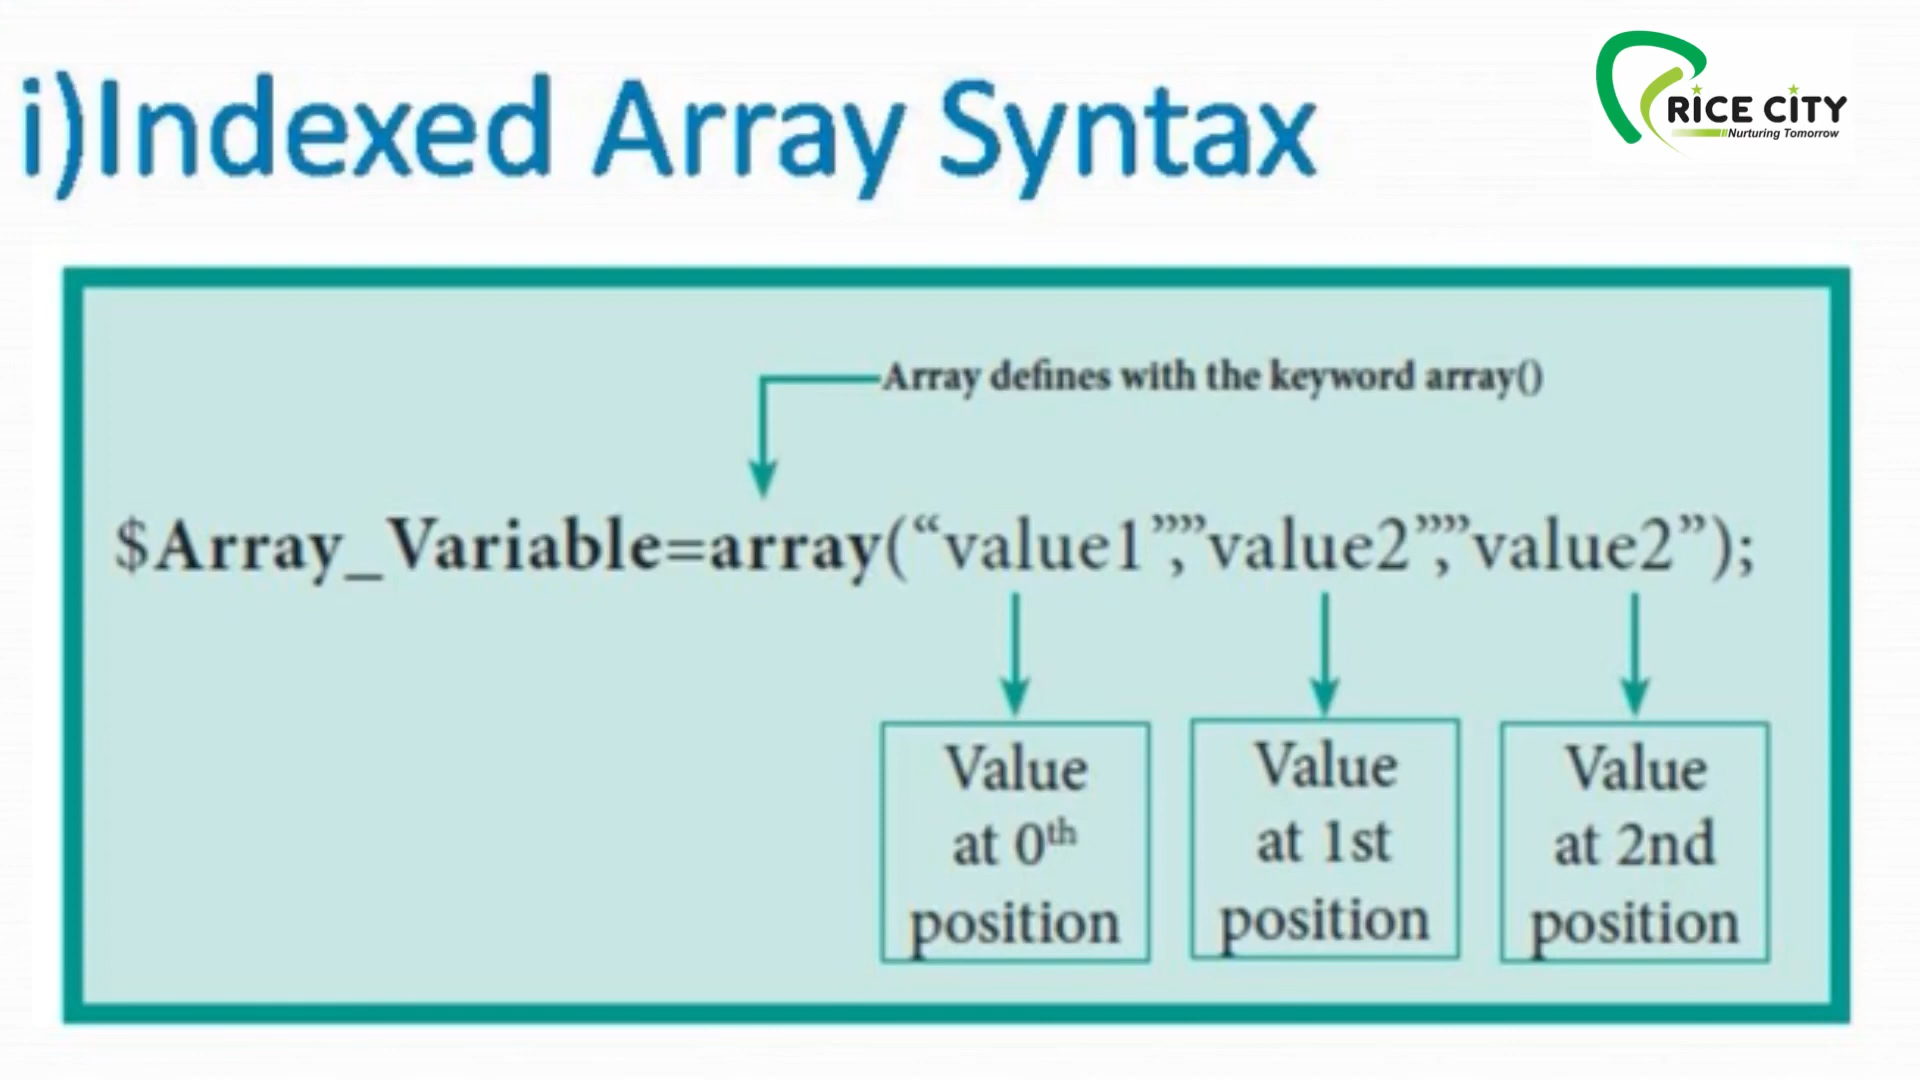 i)Indexed Array Syntax
RICE CITY
Nurturing Tomorrow
Array defines with the keyword array()
$Array_Variable=array(“value1”,”value2”,”value2”);
Value
at 0th
position
Value
at 1st
position
Value
at 2nd
position